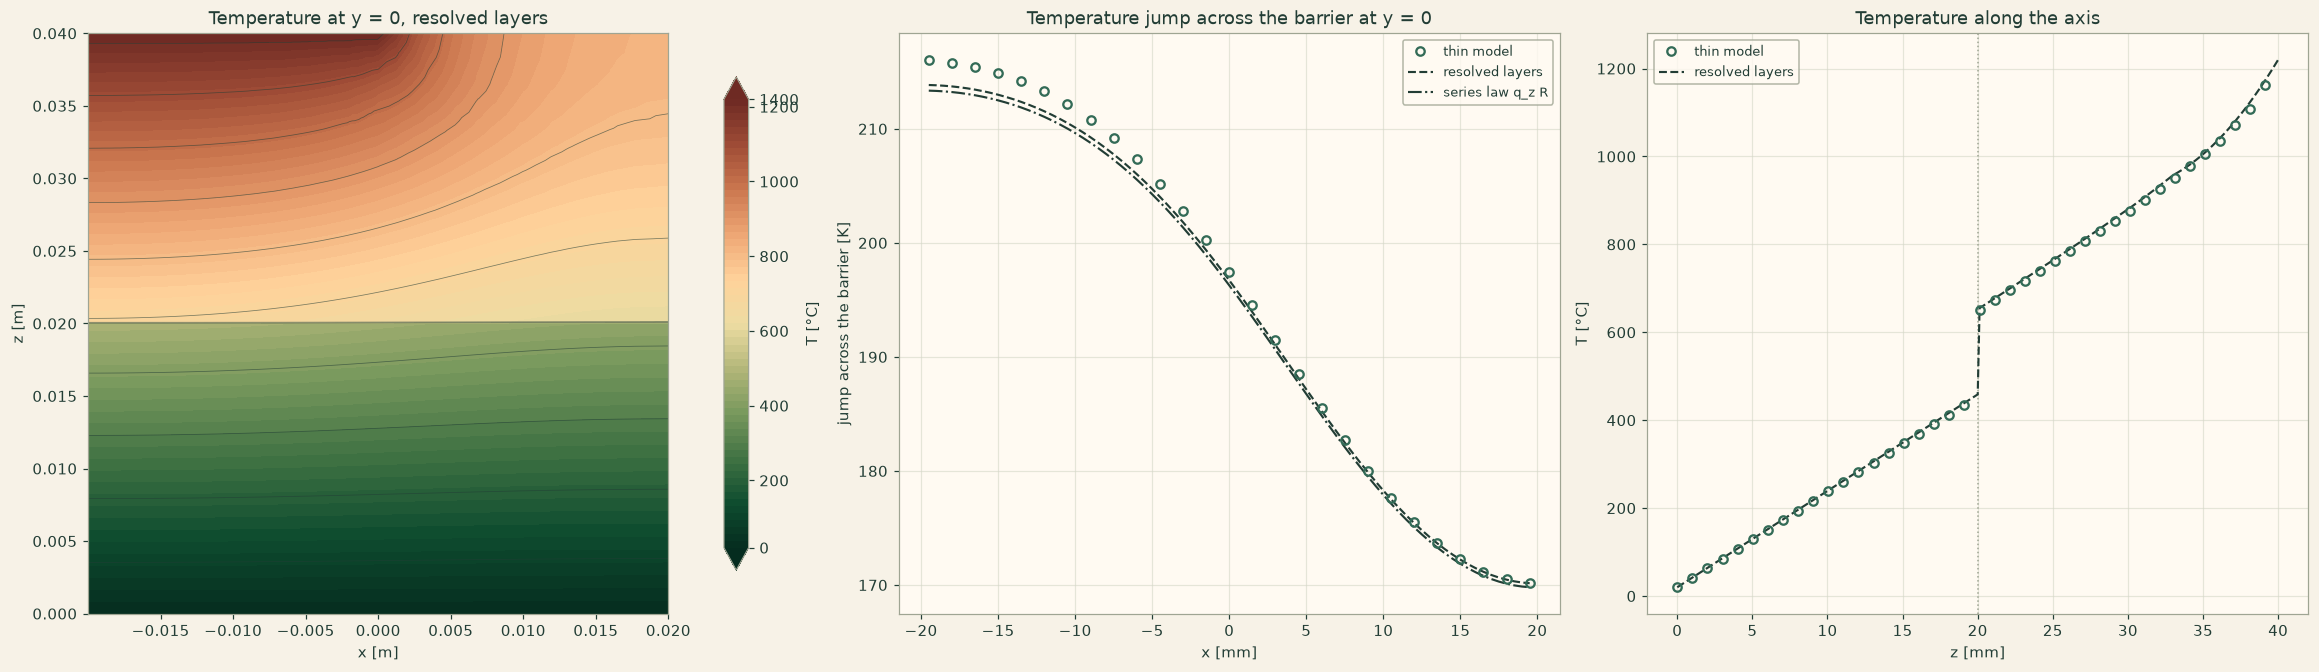 Temperature at y = 0, resolved layers
0.040
0.035
0.030
0.025
0.020
0.015
0.010
0.005
0.000
z [m]
−0.015 −0.010 −0.005 0.000 0.005 0.010 0.015 0.020
x [m]
1400
1200
1000
800
600
400
200
0
T [°C]
Temperature jump across the barrier at y = 0
thin model
resolved layers
series law q_z R
210
200
190
180
170
jump across the barrier [K]
−20 −15 −10 −5 0 5 10 15 20
x [mm]
Temperature along the axis
thin model
resolved layers
1200
1000
800
600
400
200
0
T [°C]
0 5 10 15 20 25 30 35 40
z [mm]